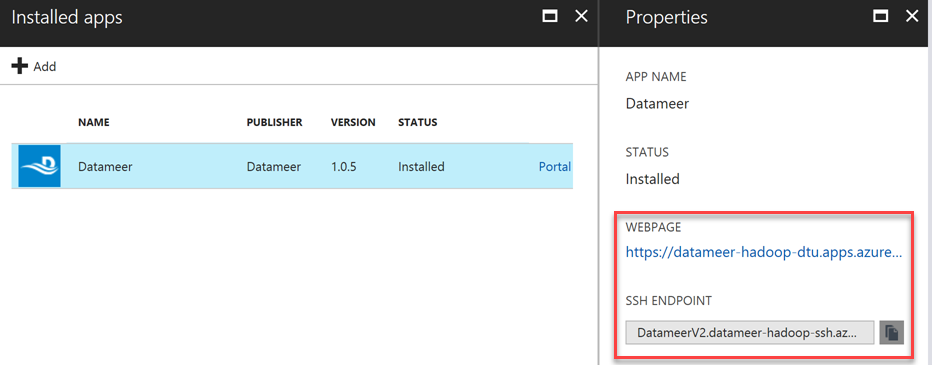 Installed apps
Add
NAME PUBLISHER VERSION STATUS
Datameer Datameer 1.0.5 Installed Portal
Properties
APP NAME
Datameer
STATUS
Installed
WEBPAGE
https://datameer-hadoop-dtu.apps.azure...
SSH ENDPOINT
DatameerV2.datameer-hadoop-ssh.az...